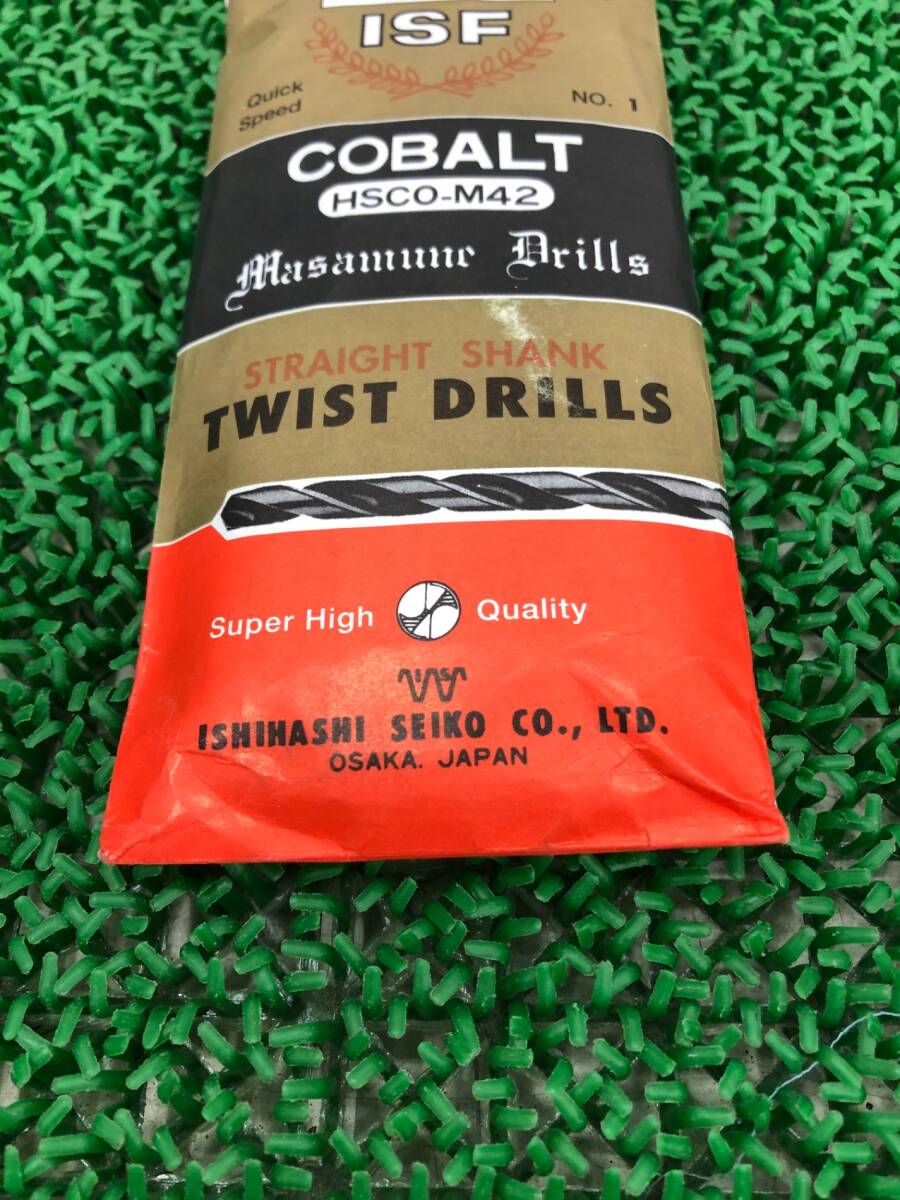 ISF
Quick
Speed
NO. 1
COBALT
HSCO-M42
Masamune Drills
STRAIGHT SHANK
TWIST DRILLS
Super High Quality
ISHIHASHI SEIKO CO., LTD.
OSAKA. JAPAN